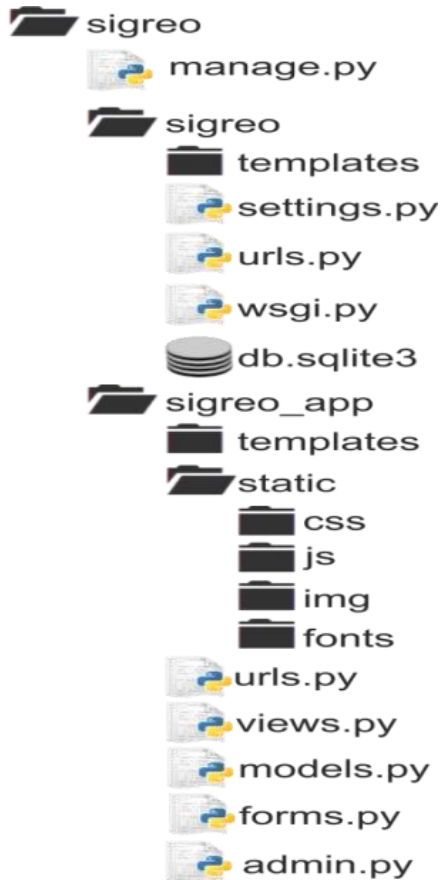 sigreo
manage.py
sigreo
templates
settings.py
urls.py
wsgi.py
db.sqlite3
sigreo_app
templates
static
css
js
img
fonts
urls.py
views.py
models.py
forms.py
admin.py